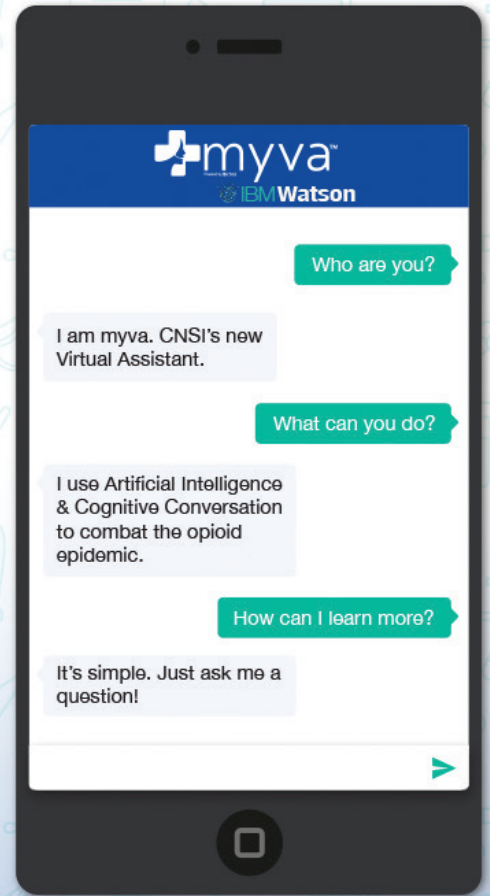 myva™
IBM Watson
Who are you?
I am myva. CNSI's new
Virtual Assistant.
What can you do?
I use Artificial Intelligence
& Cognitive Conversation
to combat the opioid
epidemic.
How can I learn more?
It's simple. Just ask me a
question!